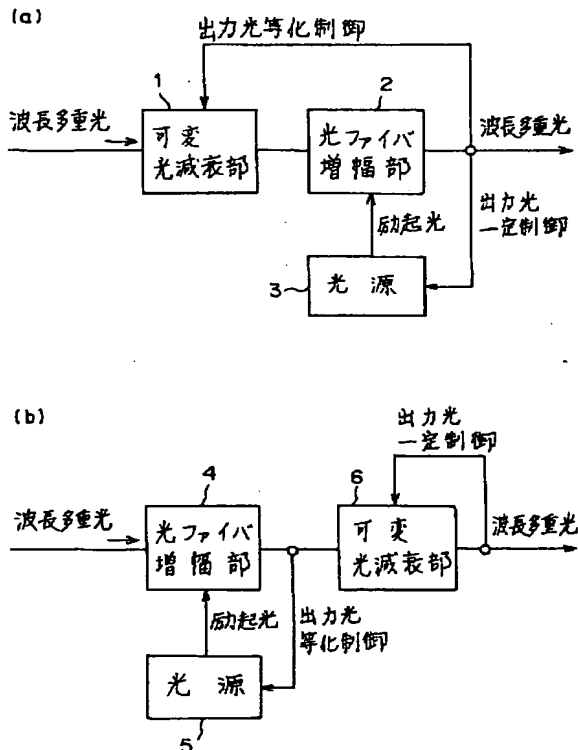 (a)
出力光等化制御
1
2
波長多重光
可変
光減衰部
光ファイバ
増幅部
波長多重光
励起光
出力光
一定制御
3
光源
(b)
出力光
一定制御
4
6
波長多重光
光ファイバ
増幅部
可変
光減衰部
波長多重光
励起光
出力光
等化制御
光源
5